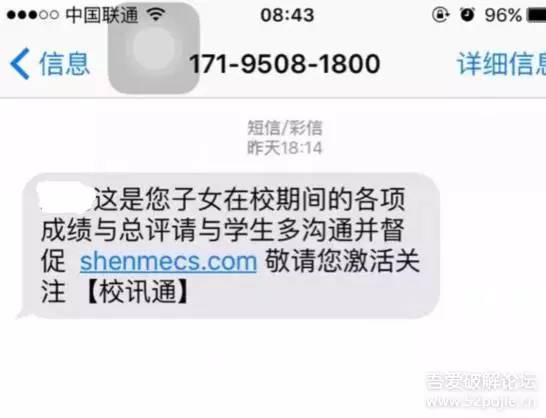 中国联通 08:43 96%
信息 171-9508-1800 详细信息
短信/彩信
昨天18:14
这是您子女在校期间的各项
成绩与总评请与学生多沟通并督
促 shenmecs.com 敬请您激活关
注 【校讯通】
吾爱破解论坛
www.52pojie.cn